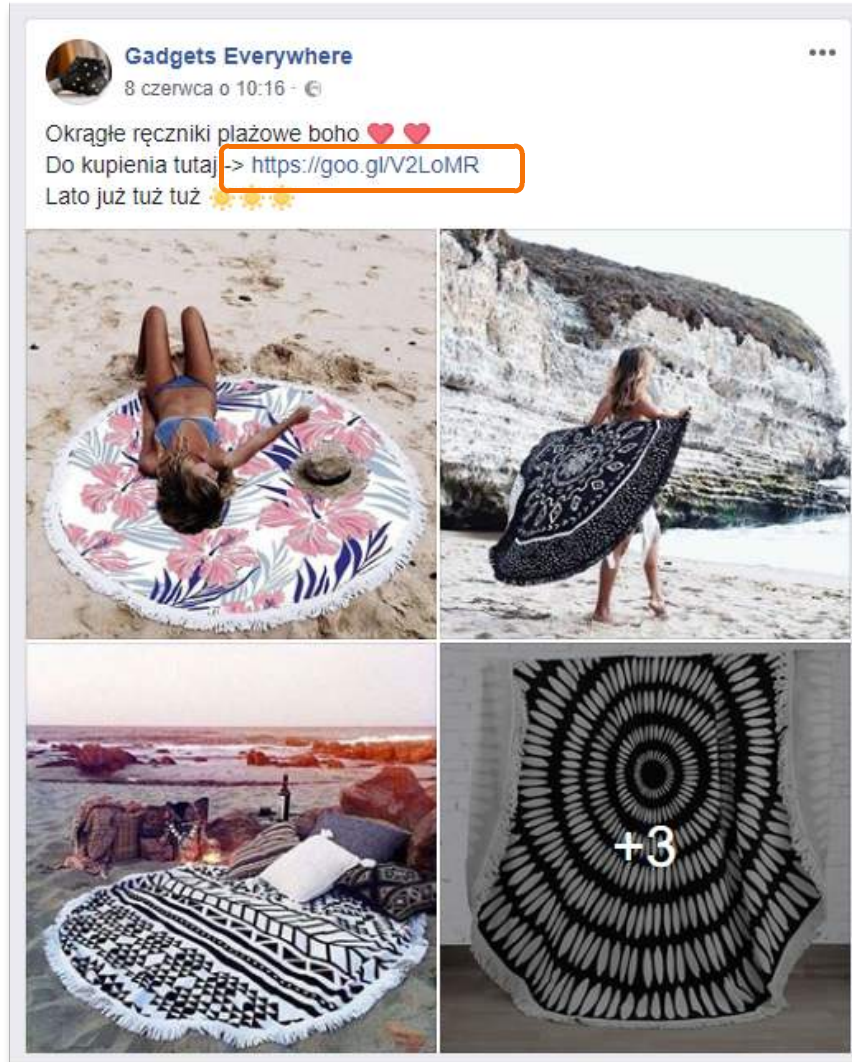 Gadgets Everywhere
8 czerwca o 10:16 ·
Okrągłe ręczniki plażowe boho ❤ ❤
Do kupienia tutaj -> https://goo.gl/V2LoMR
Lato już tuż tuż ☀☀☀
+3